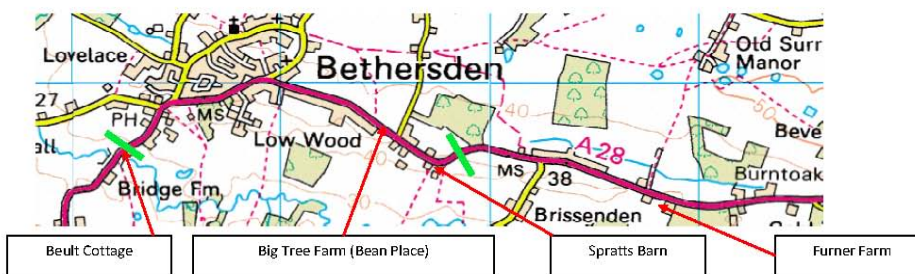 Lovelace
Bethersden
Old Surr
Manor
27
PH
MS
40
50
all
Low Wood
40
A-28
Beve
MS
38
Burntoak
Bridge Fm
Brissenden
Beult Cottage
Big Tree Farm (Bean Place)
Spratts Barn
Furner Farm